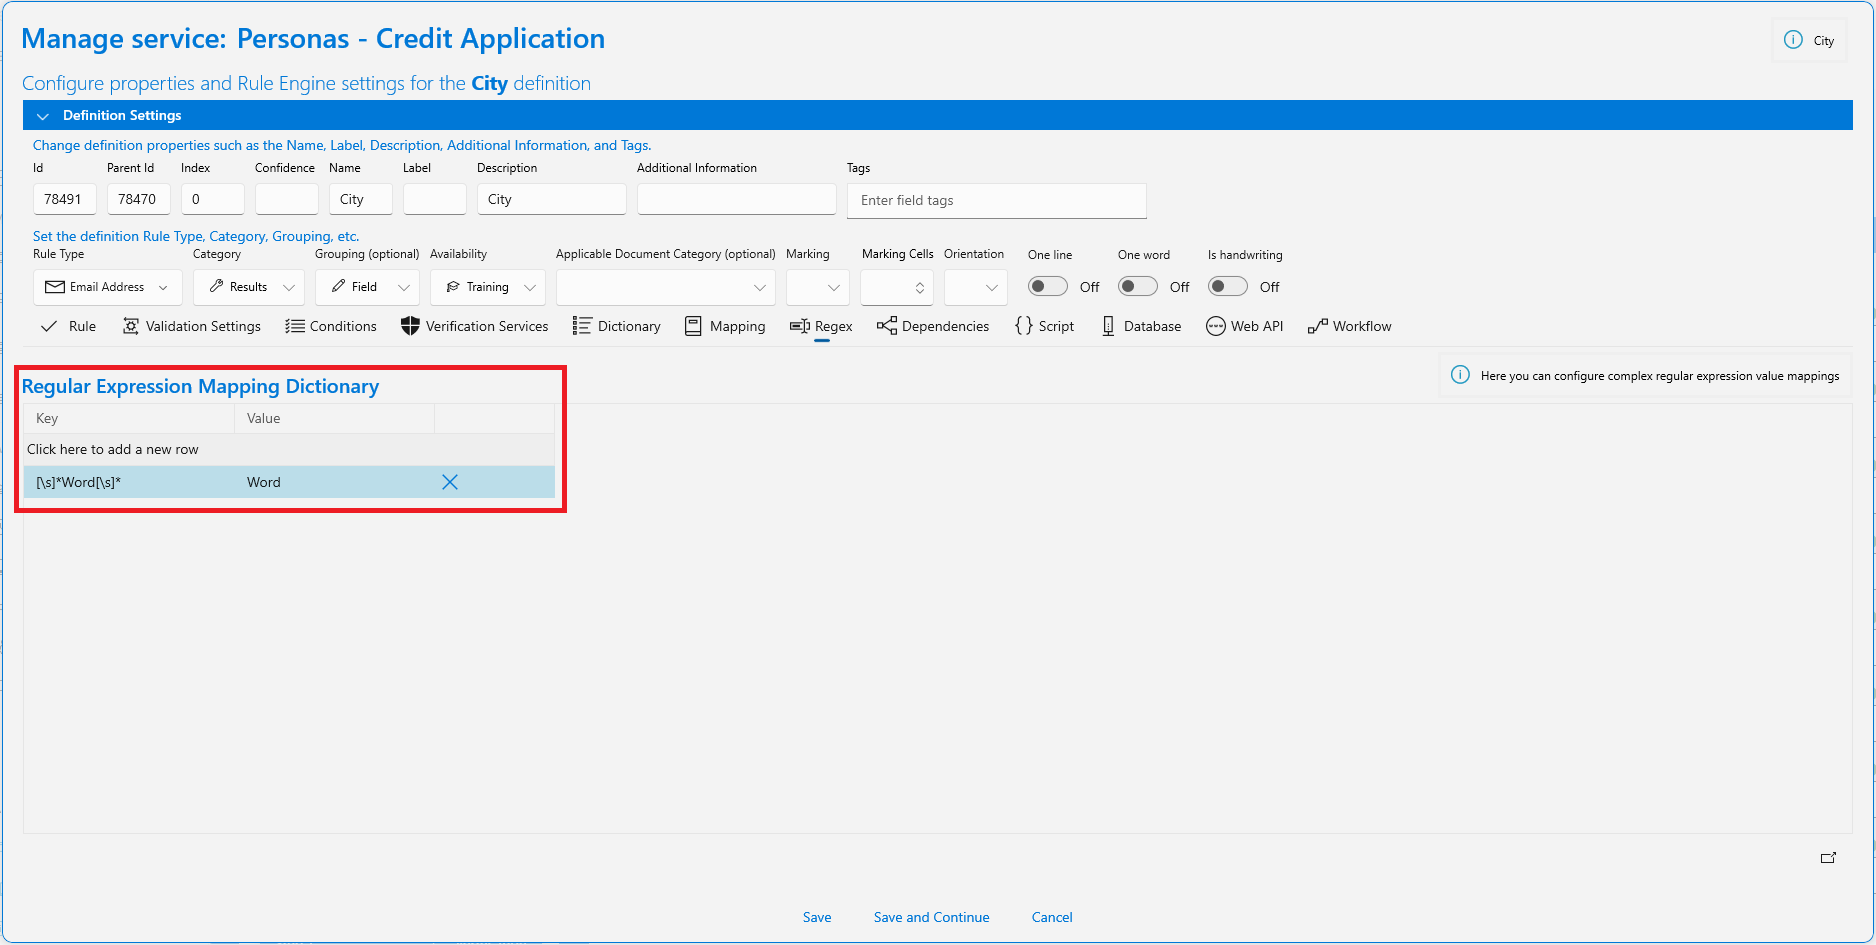 Manage service: Personas - Credit Application
City
Configure properties and Rule Engine settings for the City definition
Definition Settings
Change definition properties such as the Name, Label, Description, Additional Information, and Tags.
Id Parent Id Index Confidence Name Label Description Additional Information Tags
78491 78470 0 City City Enter field tags
Set the definition Rule Type, Category, Grouping, etc.
Rule Type Category Grouping (optional) Availability Applicable Document Category (optional) Marking Marking Cells Orientation One line One word Is handwriting
Email Address Results Field Training Off Off Off
Rule Validation Settings Conditions Verification Services Dictionary Mapping Regex Dependencies Script Database Web API Workflow
Regular Expression Mapping Dictionary
Here you can configure complex regular expression value mappings
Key Value
Click here to add a new row
[\s]*Word[\s]* Word
Save Save and Continue Cancel